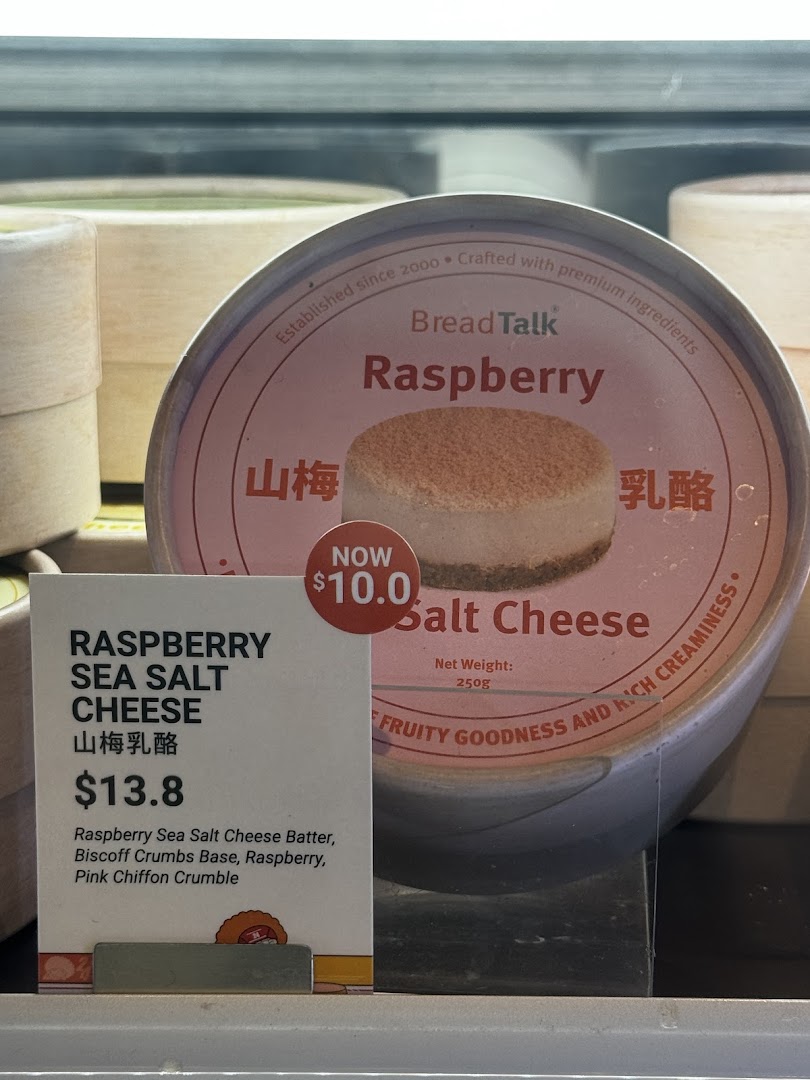 Established since 2000 • Crafted with premium ingredients
BreadTalk®
Raspberry
山梅 乳酪
Salt Cheese
Net Weight:
250g
FRUITY GOODNESS AND RICH CREAMINESS •
NOW
$10.0
RASPBERRY
SEA SALT
CHEESE
山梅乳酪
$13.8
Raspberry Sea Salt Cheese Batter,
Biscoff Crumbs Base, Raspberry,
Pink Chiffon Crumble